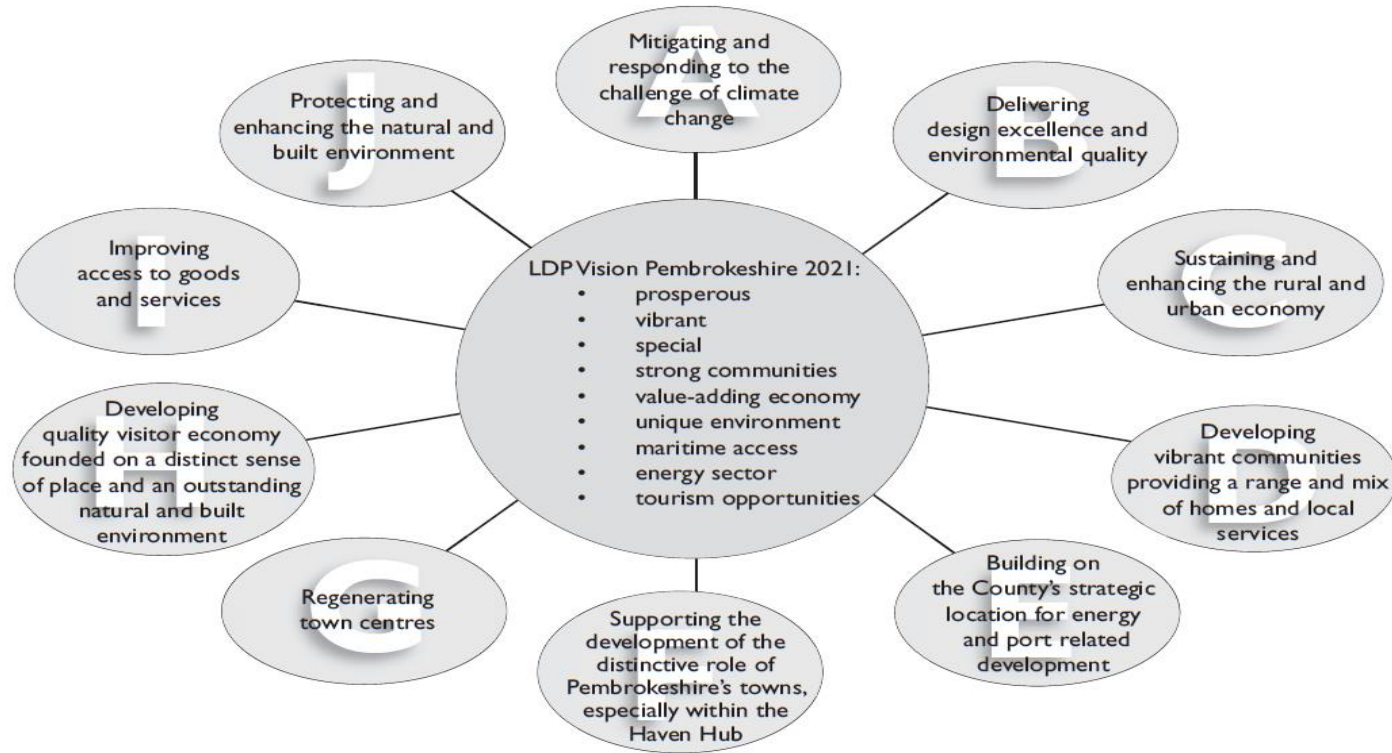 A
Mitigating and
responding to the
challenge of climate
change
B
Delivering
design excellence and
environmental quality
C
Sustaining and
enhancing the rural and
urban economy
D
Developing
vibrant communities
providing a range and mix
of homes and local
services
E
Building on
the County's strategic
location for energy
and port related
development
F
Supporting the
development of the
distinctive role of
Pembrokeshire's towns,
especially within the
Haven Hub
G
Regenerating
town centres
H
Developing
quality visitor economy
founded on a distinct sense
of place and an outstanding
natural and built
environment
I
Improving
access to goods
and services
J
Protecting and
enhancing the natural and
built environment
LDP Vision Pembrokeshire 2021:
• prosperous
• vibrant
• special
• strong communities
• value-adding economy
• unique environment
• maritime access
• energy sector
• tourism opportunities